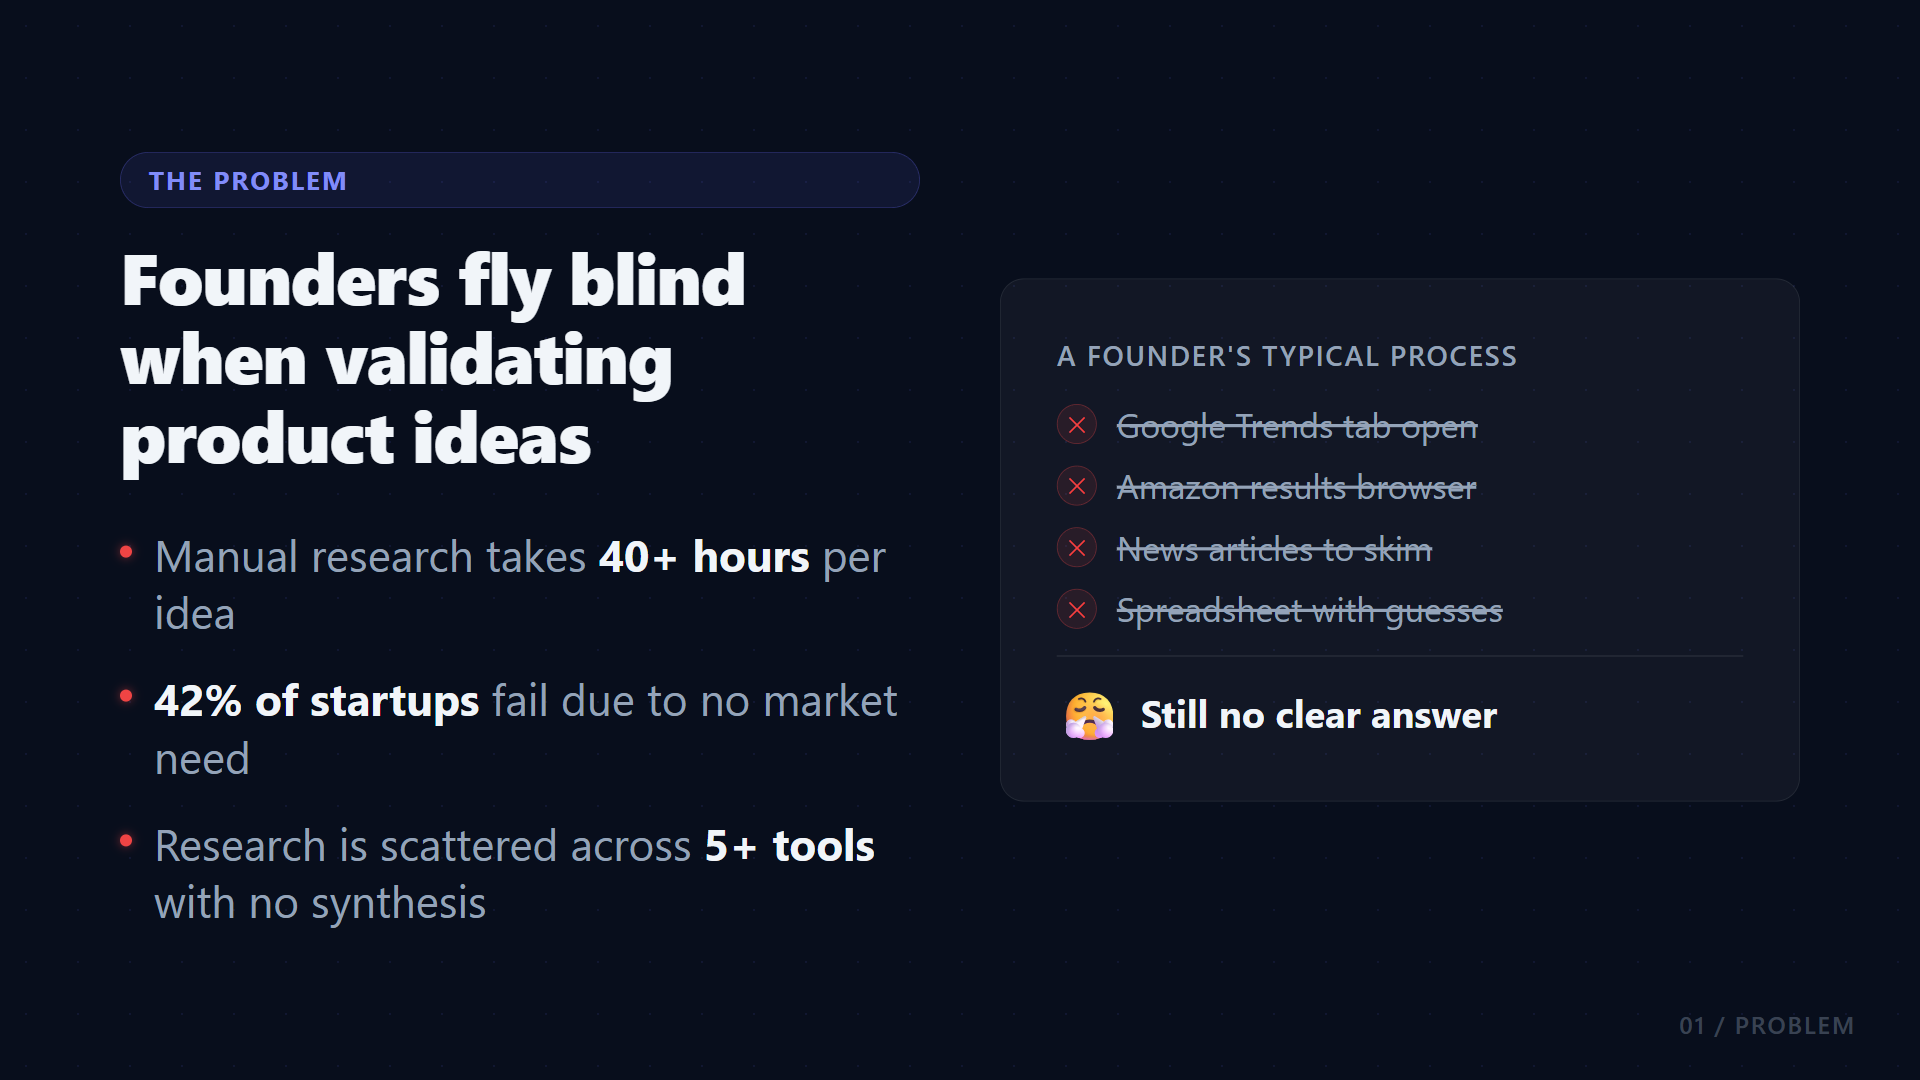 THE PROBLEM
Founders fly blind
when validating
product ideas
Manual research takes 40+ hours per
idea
42% of startups fail due to no market
need
Research is scattered across 5+ tools
with no synthesis
A FOUNDER'S TYPICAL PROCESS
Google Trends tab open
Amazon results browser
News articles to skim
Spreadsheet with guesses
Still no clear answer
01 / PROBLEM